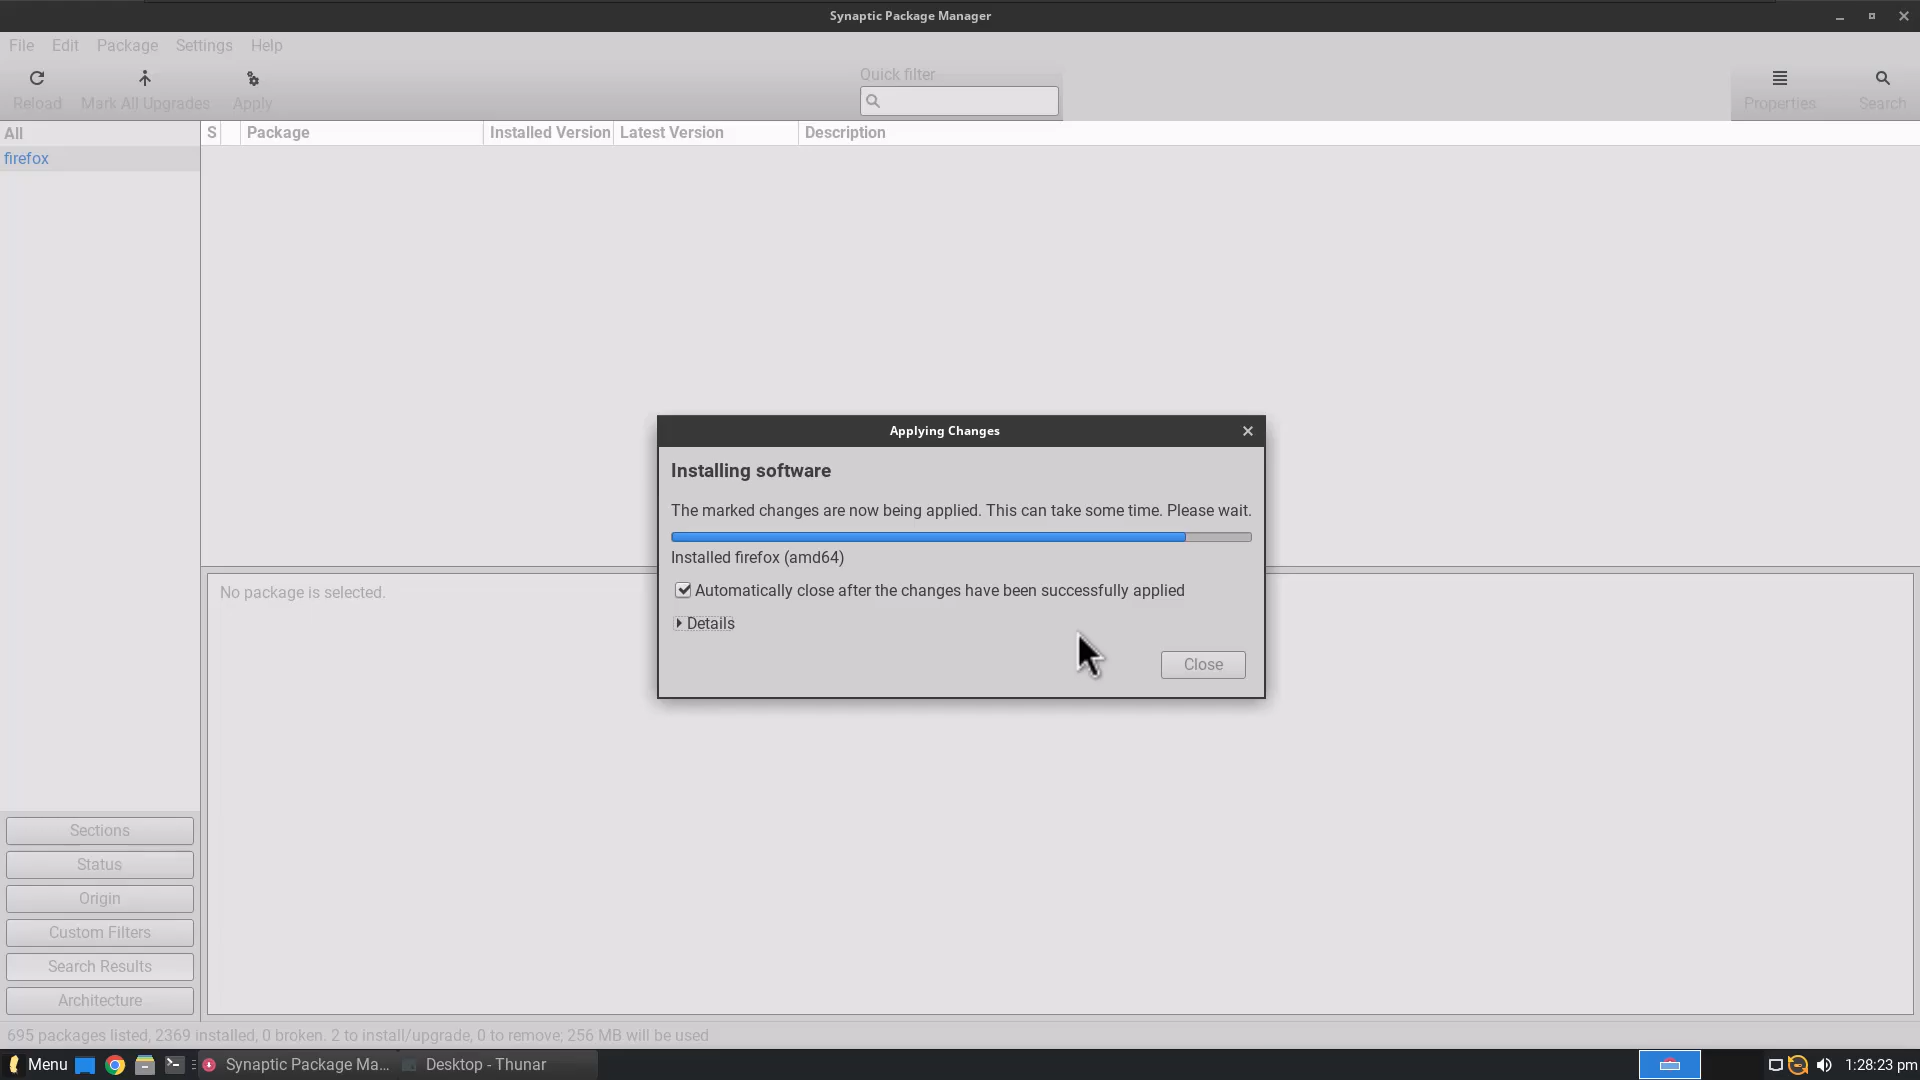 Synaptic Package Manager
File Edit Package Settings Help
Reload Mark All Upgrades Apply
Quick filter
Properties Search
All
firefox
S Package Installed Version Latest Version Description
Applying Changes
Installing software
The marked changes are now being applied. This can take some time. Please wait.
Installed firefox (amd64)
Automatically close after the changes have been successfully applied
Details
Close
No package is selected.
Sections
Status
Origin
Custom Filters
Search Results
Architecture
695 packages listed, 2369 installed, 0 broken. 2 to install/upgrade, 0 to remove; 256 MB will be used
Menu Synaptic Package Ma... Desktop - Thunar 1:28:23 pm